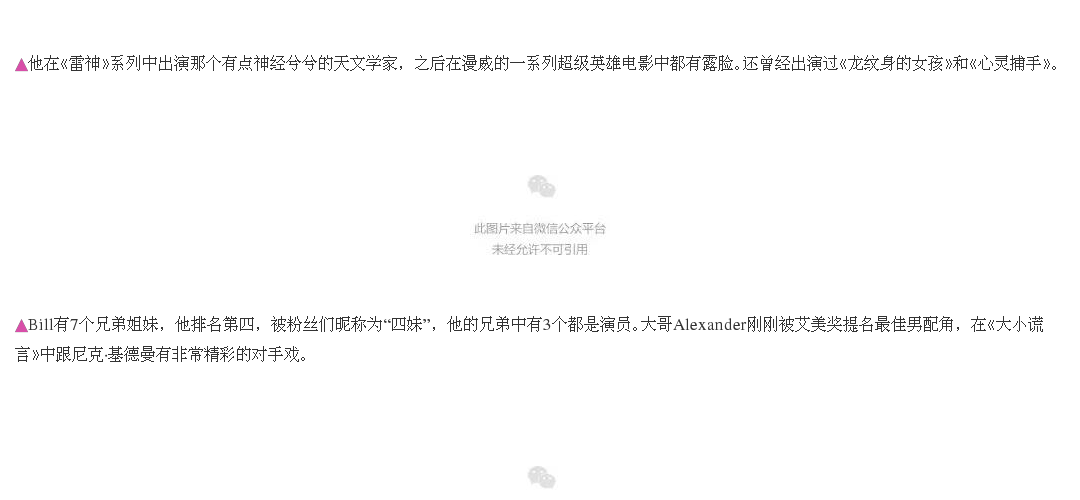 ▲他在《雷神》系列中出演那个有点神经兮兮的天文学家，之后在漫威的一系列超级英雄电影中都有露脸。还曾经出演过《龙纹身的女孩》和《心灵捕手》。
此图片来自微信公众平台
未经允许不可引用
▲Bill有7个兄弟姐妹，他排名第四，被粉丝们昵称为“四妹”，他的兄弟中有3个都是演员。大哥Alexander刚刚被艾美奖提名最佳男配角，在《大小谎
言》中跟尼克·基德曼有非常精彩的对手戏。